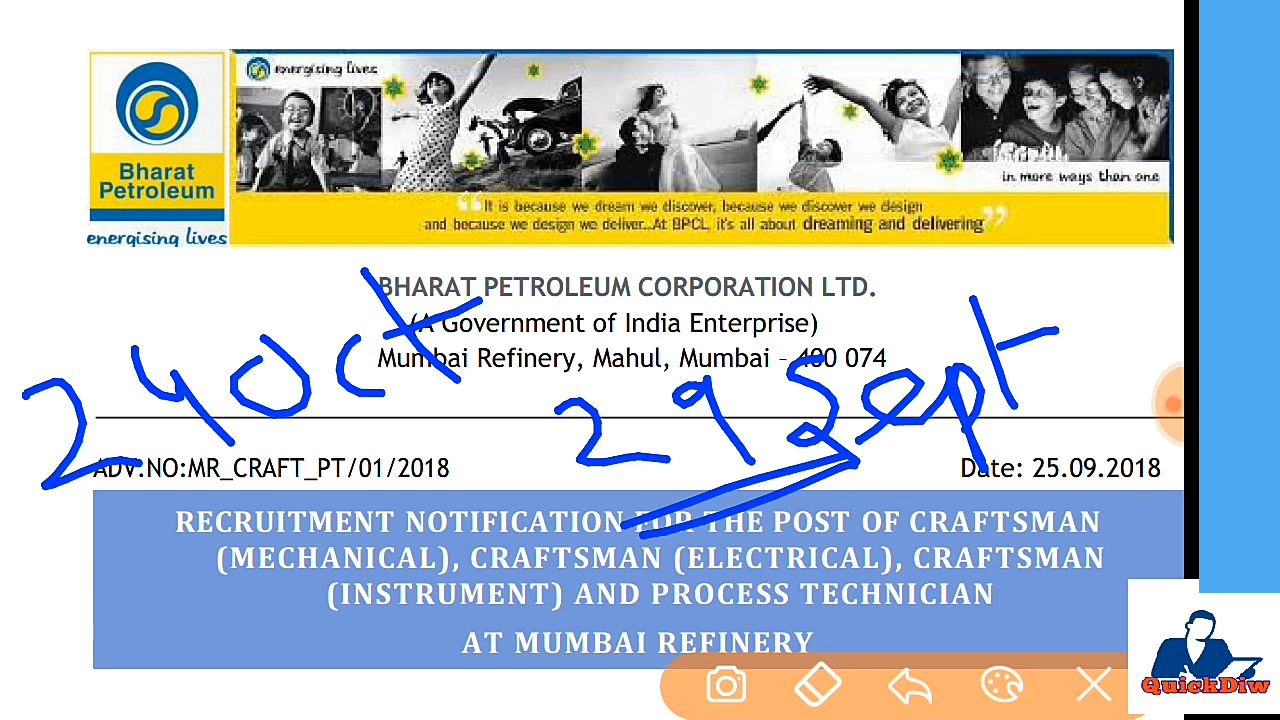 energising lives
Bharat
Petroleum
energising lives
in more ways than one
“It is because we dream we discover, because we discover we design
and because we design we deliver...At BPCL, it's all about dreaming and delivering”
BHARAT PETROLEUM CORPORATION LTD.
(A Government of India Enterprise)
Mumbai Refinery, Mahul, Mumbai – 400 074
24 Oct
29 Sept
ADV.NO:MR_CRAFT_PT/01/2018
Date: 25.09.2018
RECRUITMENT NOTIFICATION FOR THE POST OF CRAFTSMAN
(MECHANICAL), CRAFTSMAN (ELECTRICAL), CRAFTSMAN
(INSTRUMENT) AND PROCESS TECHNICIAN
AT MUMBAI REFINERY
QuickDiw